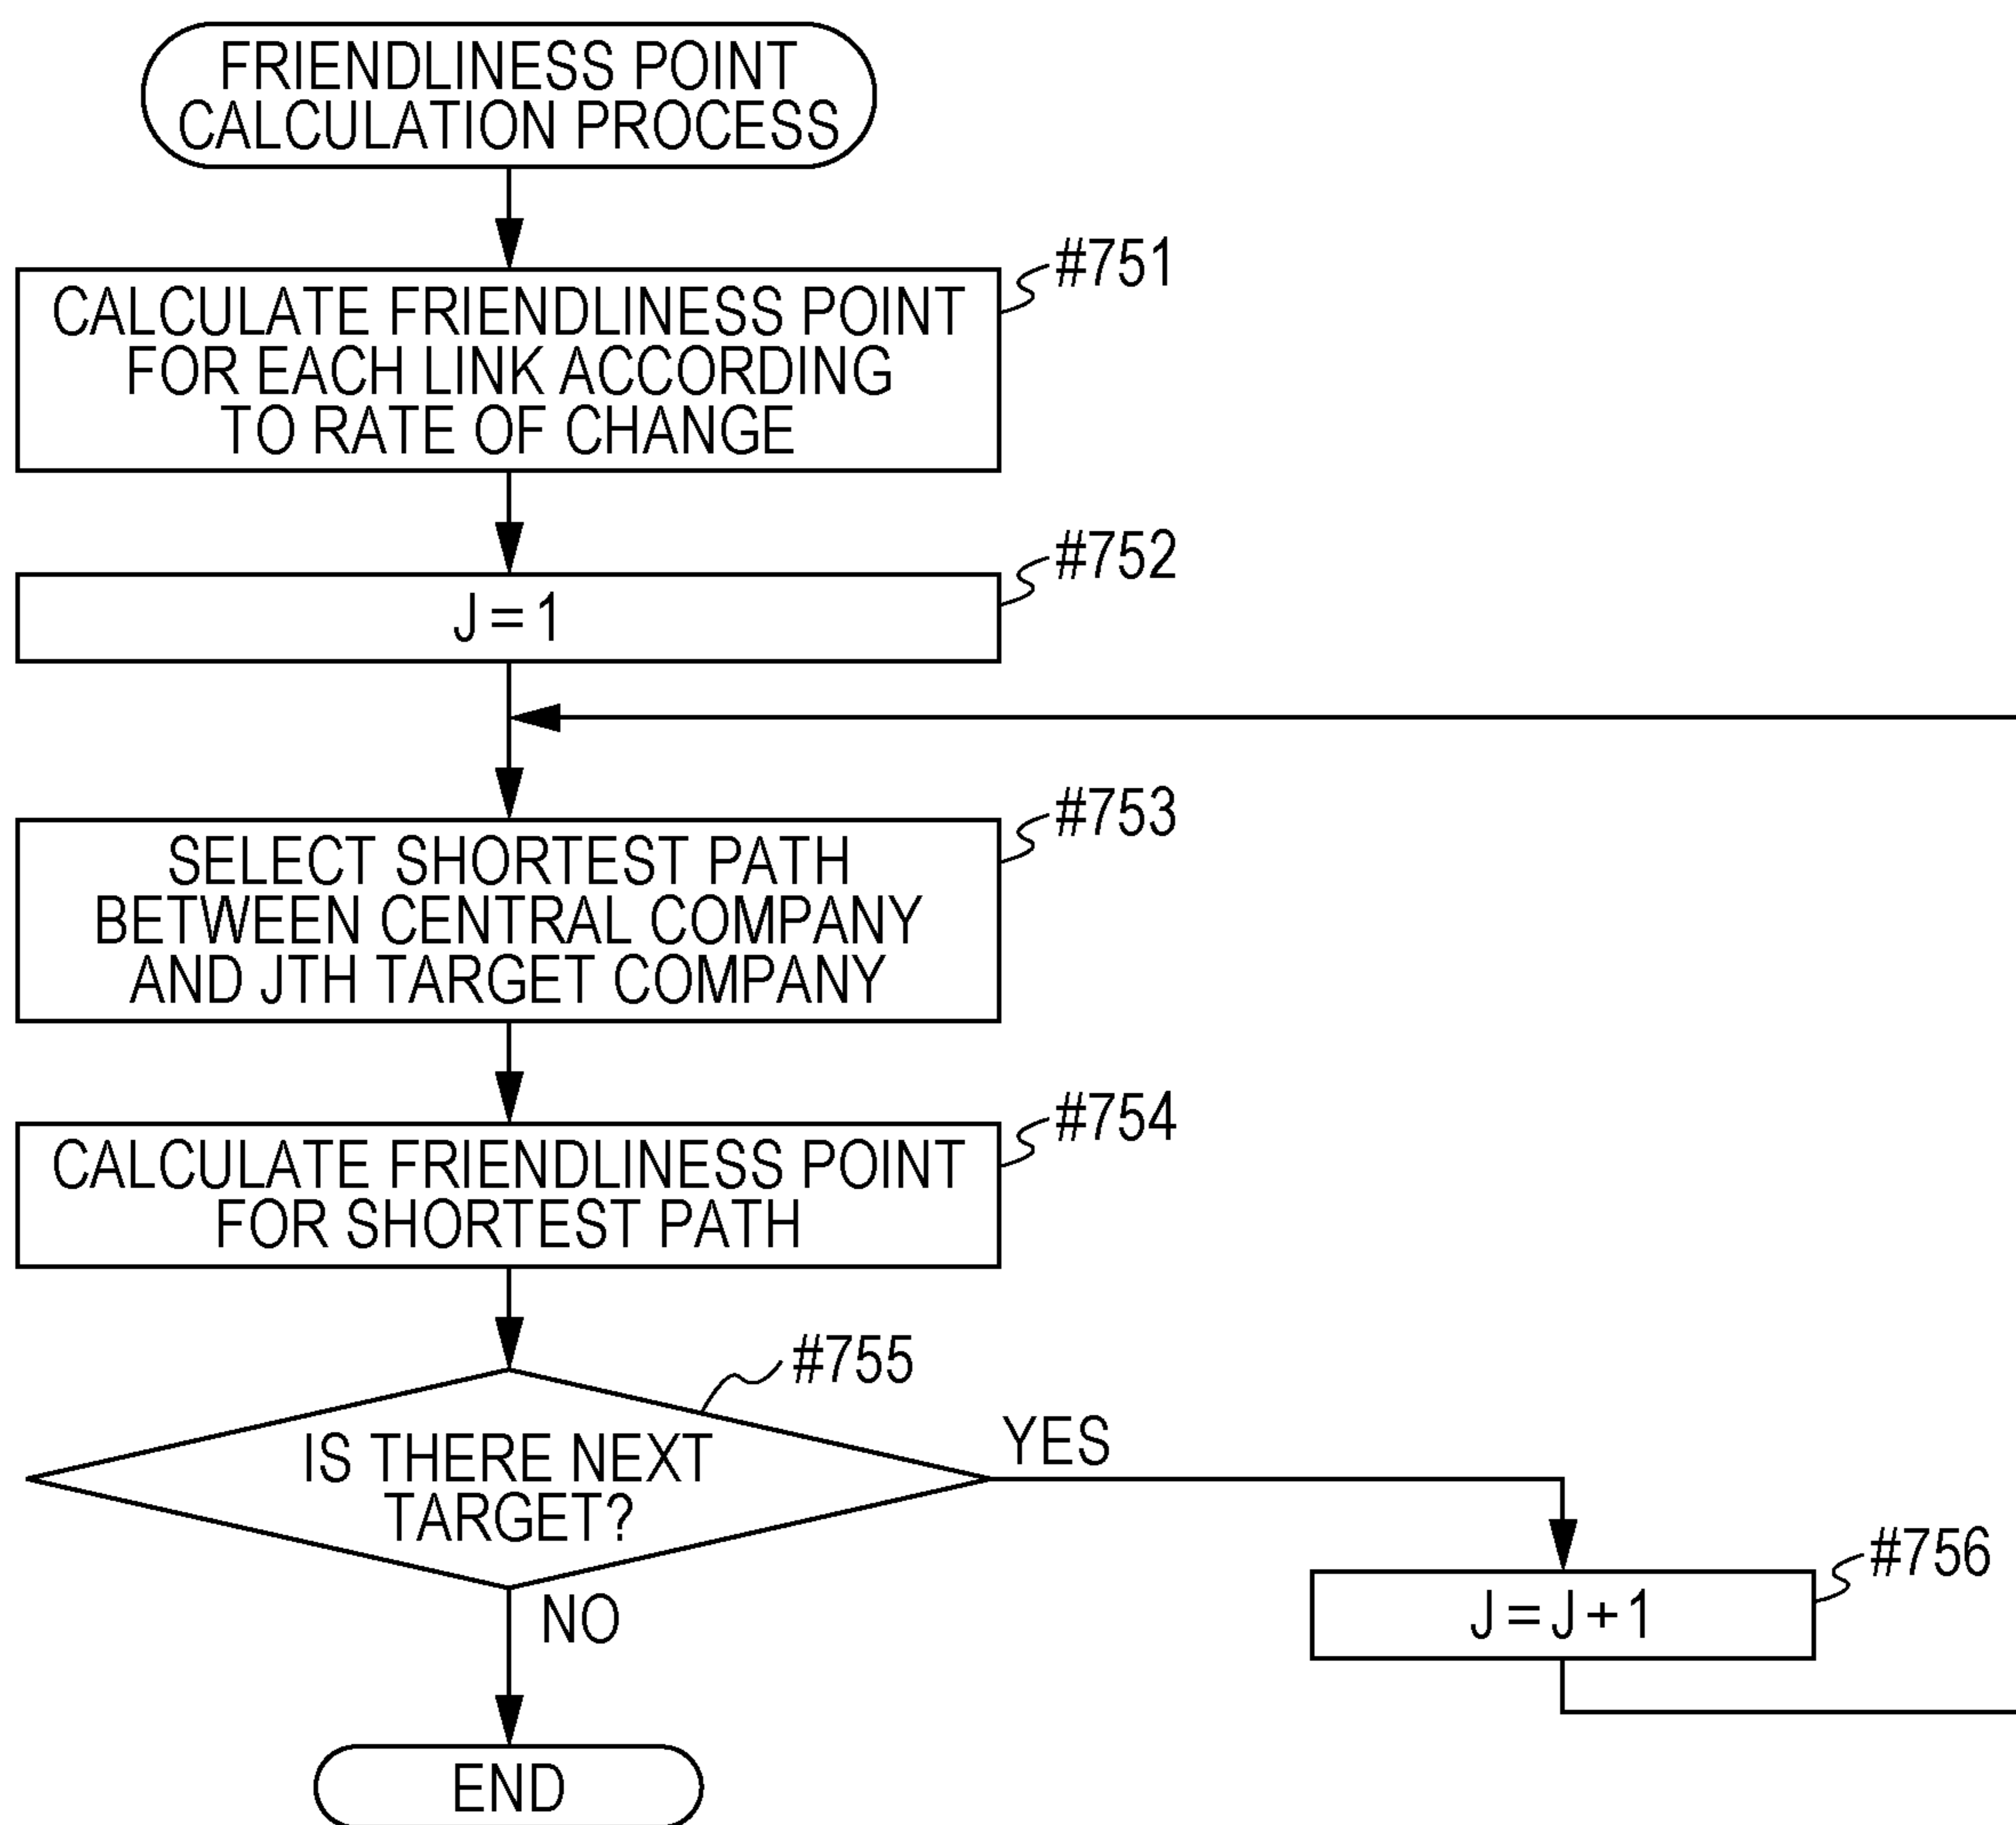 FRIENDLINESS POINT
CALCULATION PROCESS
#751
CALCULATE FRIENDLINESS POINT
FOR EACH LINK ACCORDING
TO RATE OF CHANGE
#752
J=1
#753
SELECT SHORTEST PATH
BETWEEN CENTRAL COMPANY
AND JTH TARGET COMPANY
#754
CALCULATE FRIENDLINESS POINT
FOR SHORTEST PATH
#755
IS THERE NEXT
TARGET?
YES
#756
J=J+1
NO
END